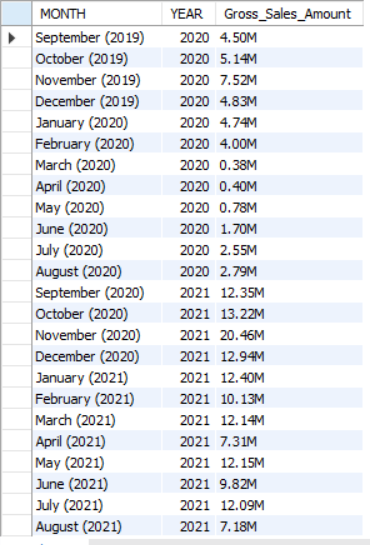 MONTH YEAR Gross_Sales_Amount
September (2019) 2020 4.50M
October (2019) 2020 5.14M
November (2019) 2020 7.52M
December (2019) 2020 4.83M
January (2020) 2020 4.74M
February (2020) 2020 4.00M
March (2020) 2020 0.38M
April (2020) 2020 0.40M
May (2020) 2020 0.78M
June (2020) 2020 1.70M
July (2020) 2020 2.55M
August (2020) 2020 2.79M
September (2020) 2021 12.35M
October (2020) 2021 13.22M
November (2020) 2021 20.46M
December (2020) 2021 12.94M
January (2021) 2021 12.40M
February (2021) 2021 10.13M
March (2021) 2021 12.14M
April (2021) 2021 7.31M
May (2021) 2021 12.15M
June (2021) 2021 9.82M
July (2021) 2021 12.09M
August (2021) 2021 7.18M